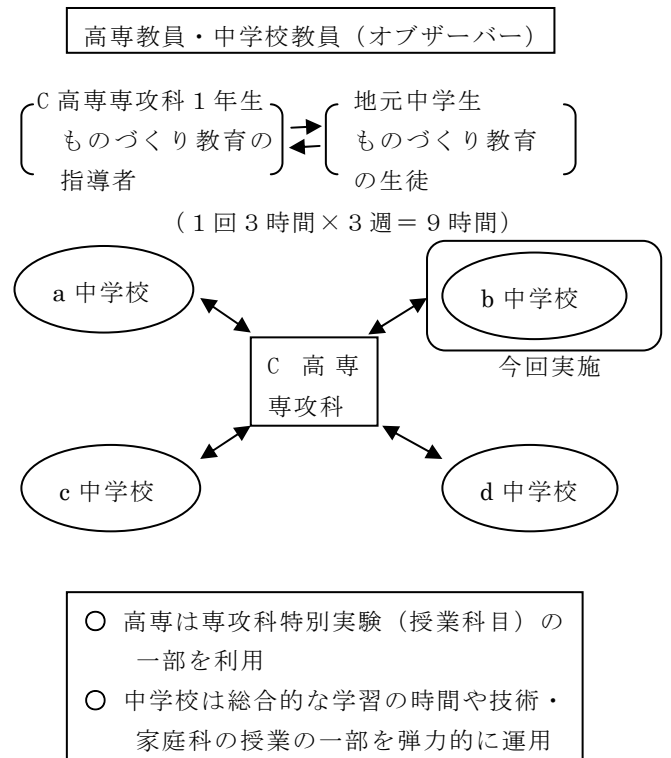 高専教員・中学校教員（オブザーバー）
C高専専攻科１年生
ものづくり教育の
指導者
地元中学生
ものづくり教育
の生徒
（１回３時間×３週＝９時間）
a 中学校
b 中学校
今回実施
C 高専
専攻科
c 中学校
d 中学校
○ 高専は専攻科特別実験（授業科目）の
一部を利用
○ 中学校は総合的な学習の時間や技術・
家庭科の授業の一部を弾力的に運用